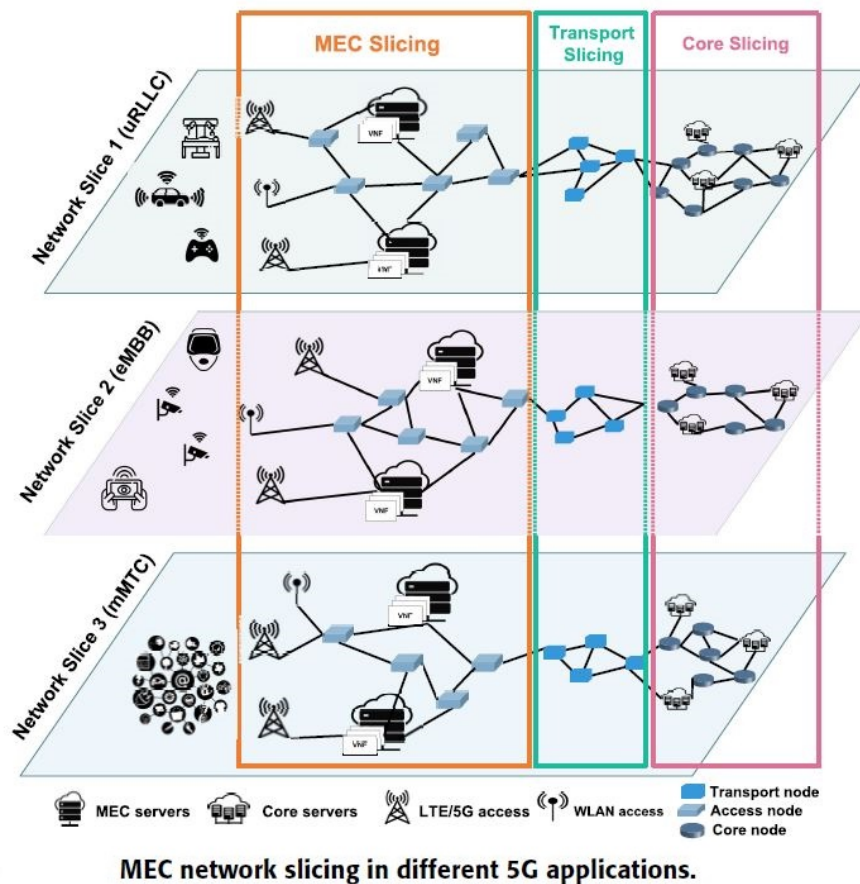 MEC Slicing
Transport
Slicing
Core Slicing
Network Slice 1 (uRLLC)
VNF
VNF
Network Slice 2 (eMBB)
VNF
VNF
Network Slice 3 (mMTC)
VNF
VNF
MEC servers
Core servers
LTE/5G access
WLAN access
Transport node
Access node
Core node
MEC network slicing in different 5G applications.